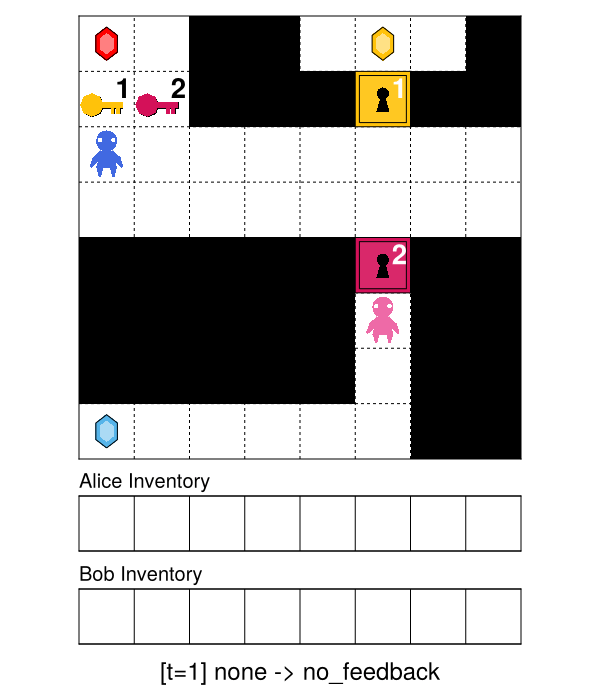 1 2
1
2
Alice Inventory
Bob Inventory
[t=1] none -> no_feedback